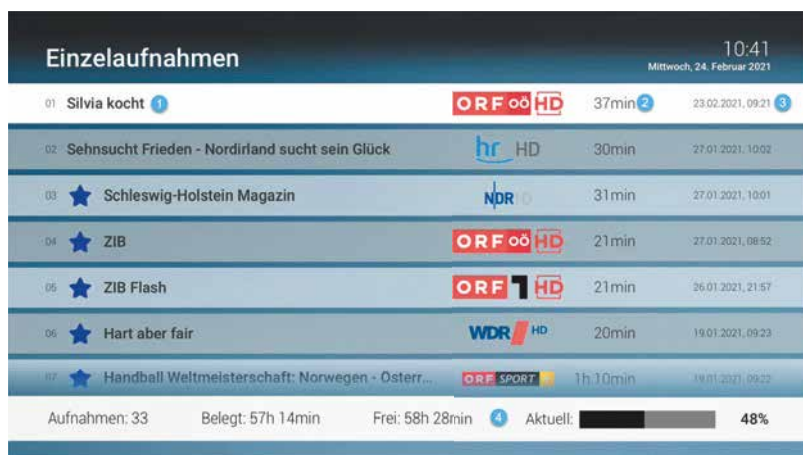 Einzelaufnahmen
10:41
Mittwoch, 24. Februar 2021
01 Silvia kocht 1 ORF OÖ HD 37min 2 23.02.2021, 09:21 3
02 Sehnsucht Frieden - Nordirland sucht sein Glück hr HD 30min 27.01.2021, 10:02
03 Schleswig-Holstein Magazin NDR HD 31min 27.01.2021, 10:01
04 ZIB ORF OÖ HD 21min 27.01.2021, 08:52
05 ZIB Flash ORF 1 HD 21min 26.01.2021, 21:57
06 Hart aber fair WDR HD 20min 19.01.2021, 09:23
07 Handball Weltmeisterschaft: Norwegen - Österr... ORF SPORT + 1h 10min 19.01.2021, 09:22
Aufnahmen: 33 Belegt: 57h 14min Frei: 58h 28min 4 Aktuell: 48%